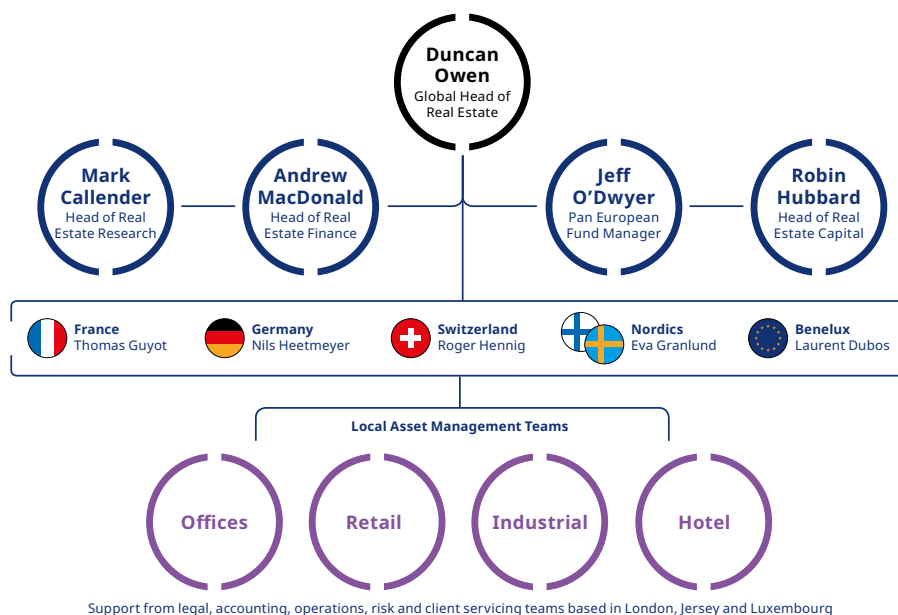 Duncan
Owen
Global Head of
Real Estate
Mark
Callender
Head of Real
Estate Research
Andrew
MacDonald
Head of Real
Estate Finance
Jeff
O’Dwyer
Pan European
Fund Manager
Robin
Hubbard
Head of Real
Estate Capital
France
Thomas Guyot
Germany
Nils Heetmeyer
Switzerland
Roger Hennig
Nordics
Eva Granlund
Benelux
Laurent Dubos
Local Asset Management Teams
Offices
Retail
Industrial
Hotel
Support from legal, accounting, operations, risk and client servicing teams based in London, Jersey and Luxembourg